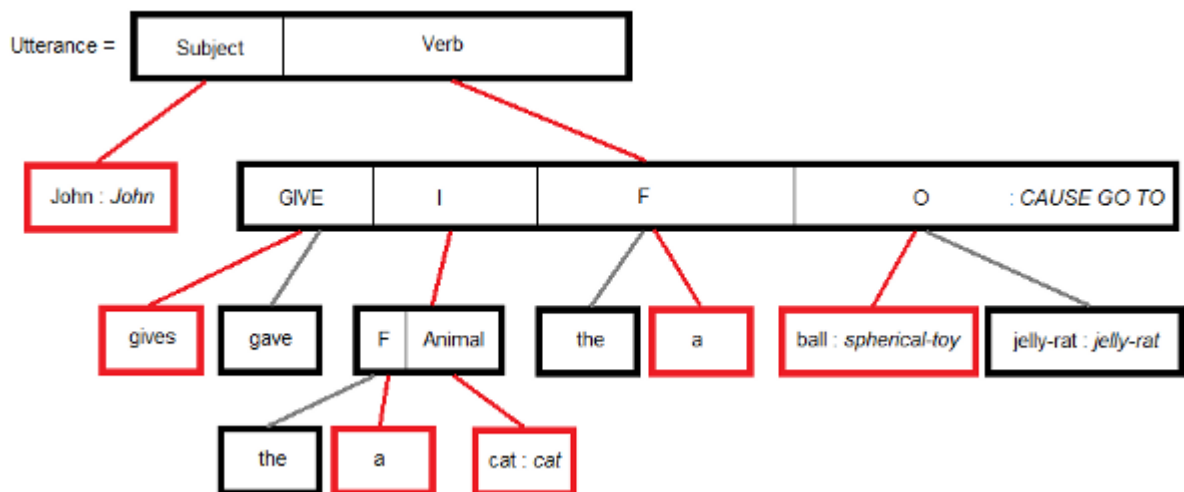 Utterance = Subject Verb
John : John GIVE I F O : CAUSE GO TO
gives gave F Animal the a ball : spherical-toy jelly-rat : jelly-rat
the a cat : cat